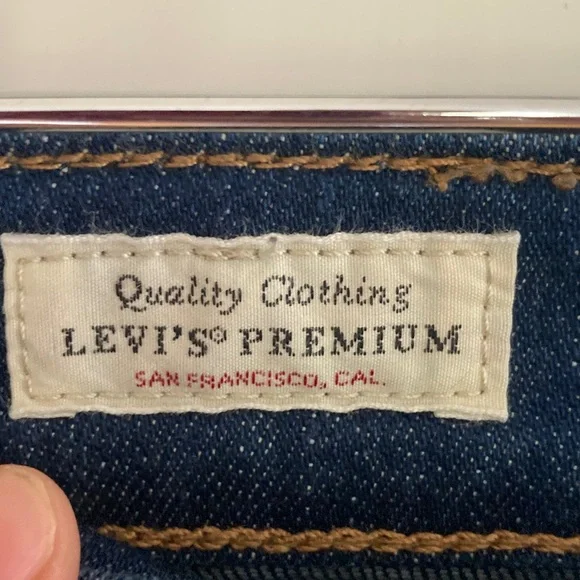 Quality Clothing
LEVI'S® PREMIUM
SAN FRANCISCO, CAL.